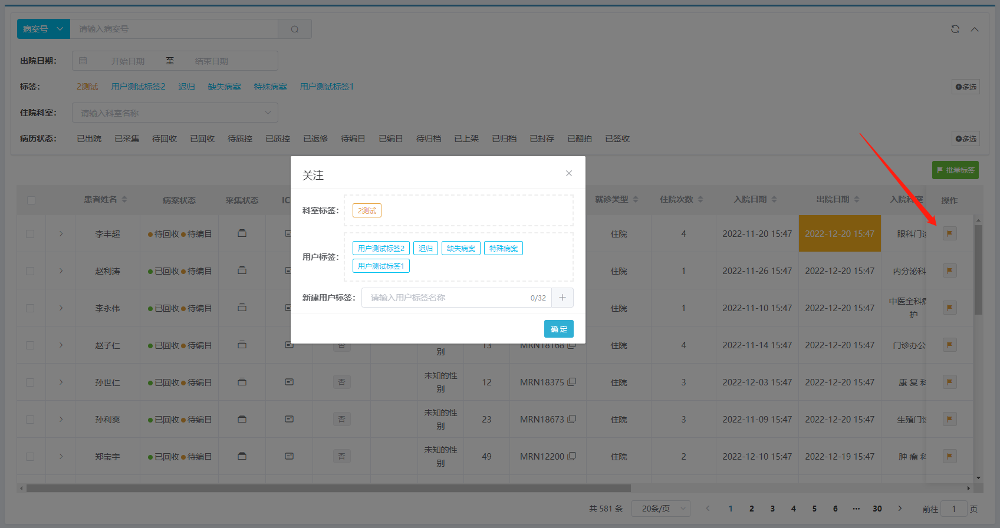 病案号 请输入病案号
出院日期： 开始日期 至 结束日期
标签： 2测试 用户测试标签2 迟归 缺失病案 特殊病案 用户测试标签1 多选
住院科室： 请输入科室名称
病历状态： 已出院 已采集 待回收 已回收 待质控 已质控 已返修 待编目 已编目 待归档 已上架 已归档 已封存 已翻拍 已签收 多选
批量标签
关注
科室标签： 2测试
用户标签： 用户测试标签2 迟归 缺失病案 特殊病案
用户测试标签1
新建用户标签： 请输入用户标签名称 0/32
确定
患者姓名 病案状态 采集状态 IC 就诊类型 住院次数 入院日期 出院日期 入院科室 操作
李丰超 待回收 待编目 住院 4 2022-11-20 15:47 2022-12-20 15:47 眼科门诊
赵利涛 已回收 待编目 住院 1 2022-11-26 15:47 2022-12-20 15:47 内分泌科
李永伟 已回收 待编目 住院 1 2022-11-10 15:47 2022-12-20 15:47 中医全科病
护
赵子仁 已回收 待编目 否 别 13 MRN18168 住院 4 2022-11-14 15:47 2022-12-20 15:47 门诊办公
孙世仁 已回收 待编目 否 未知的性别 12 MRN18375 住院 3 2022-12-03 15:47 2022-12-20 15:47 康 复 科
孙利爽 已回收 待编目 否 未知的性别 23 MRN18673 住院 3 2022-11-09 15:47 2022-12-20 15:47 生殖门诊
郑宝宇 已回收 待编目 否 未知的性别 49 MRN12200 住院 2 2022-12-10 15:47 2022-12-19 15:47 肿 瘤 科
共 581 条 20条/页 1 2 3 4 5 6 ··· 30 前往 1 页